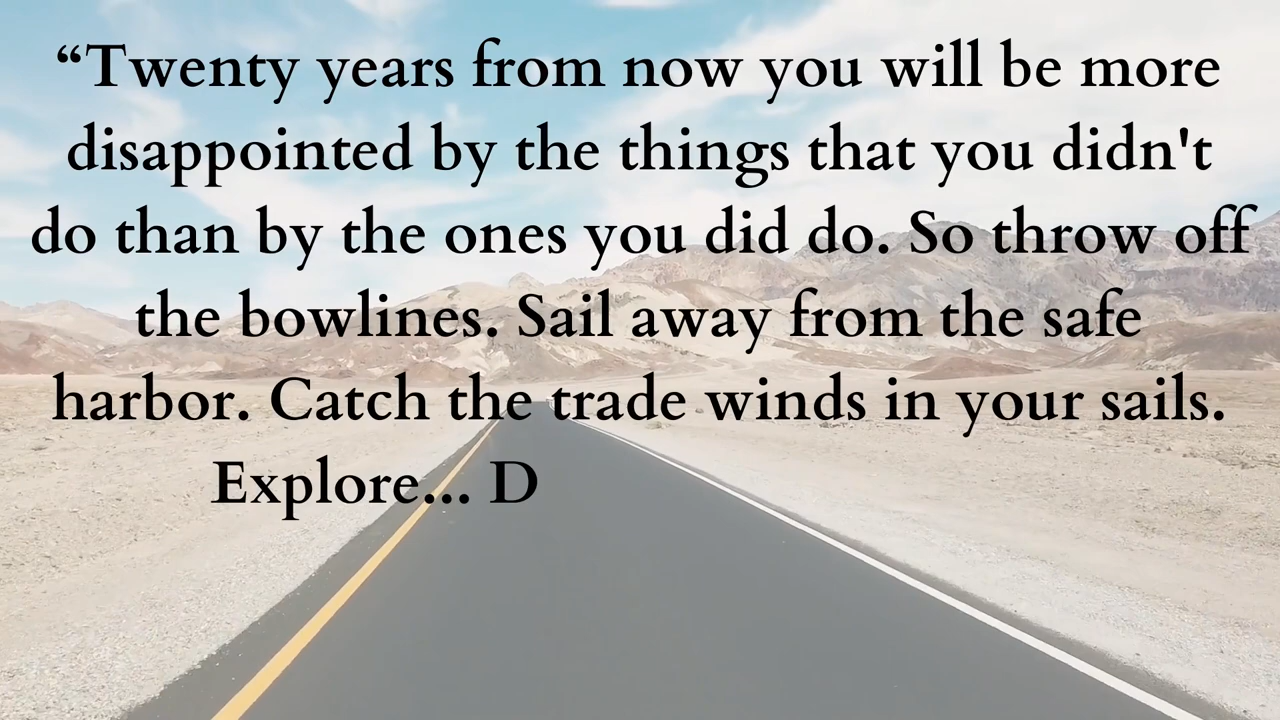 “Twenty years from now you will be more
disappointed by the things that you didn't
do than by the ones you did do. So throw off
the bowlines. Sail away from the safe
harbor. Catch the trade winds in your sails.
Explore... D